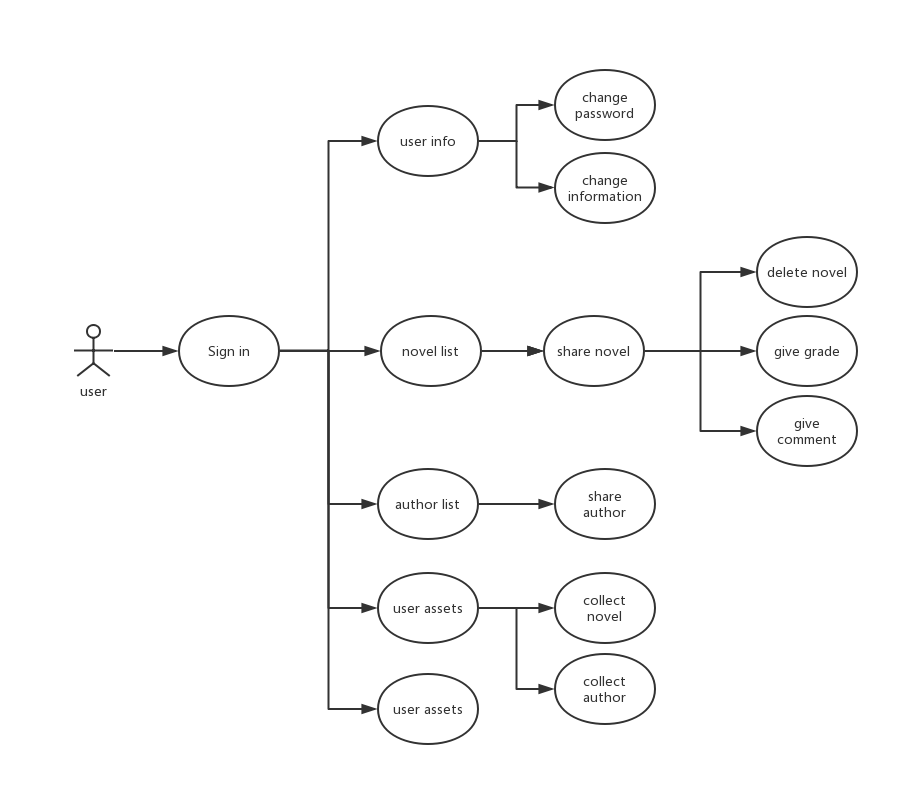 change
password
user info
change
information
delete novel
user
Sign in
novel list
share novel
give grade
give
comment
author list
share
author
user assets
collect
novel
collect
author
user assets